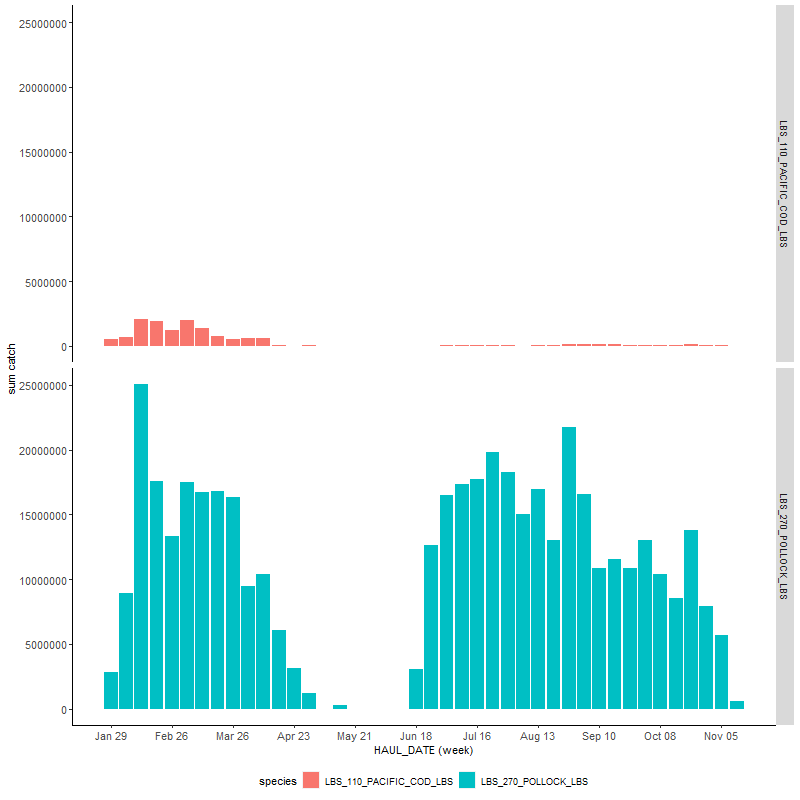 25000000
20000000
15000000
10000000
5000000
0
LBS_110_PACIFIC_COD_LBS
sum catch
25000000
20000000
15000000
10000000
5000000
0
LBS_270_POLLOCK_LBS
Jan 29 Feb 26 Mar 26 Apr 23 May 21 Jun 18 Jul 16 Aug 13 Sep 10 Oct 08 Nov 05
HAUL_DATE (week)
species LBS_110_PACIFIC_COD_LBS LBS_270_POLLOCK_LBS